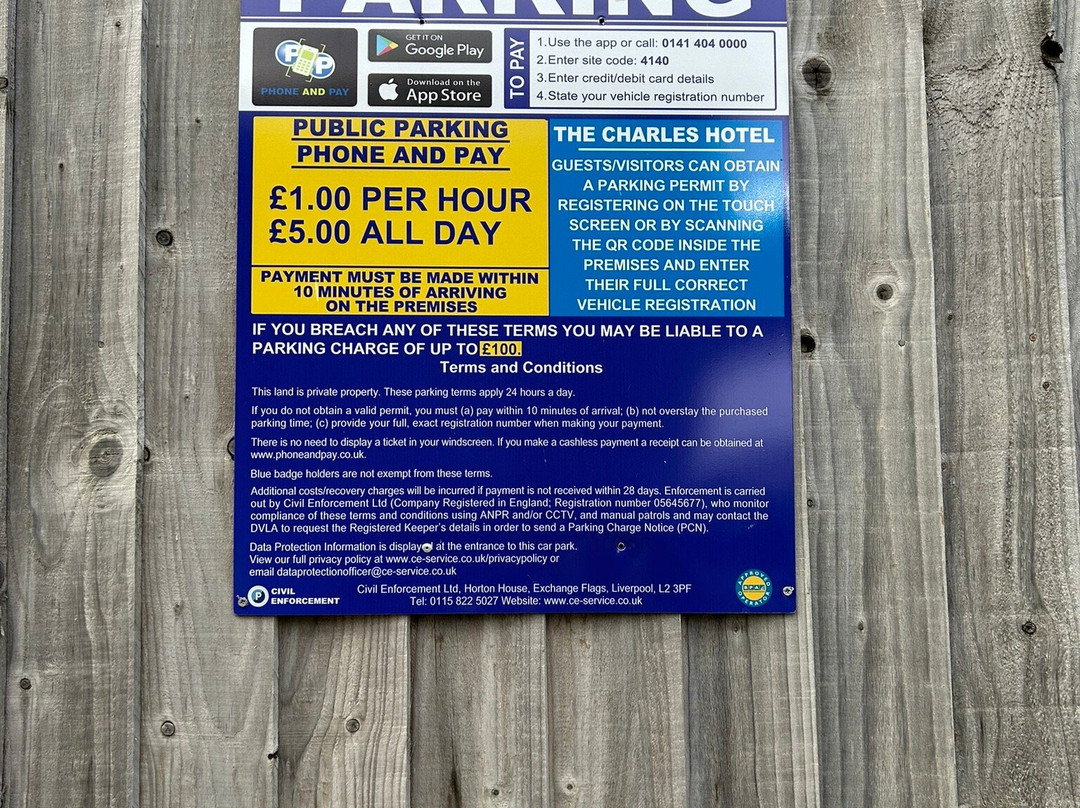 PARKING
PHONE AND PAY
GET IT ON
Google Play
Download on the
App Store
TO PAY
1.Use the app or call: 0141 404 0000
2.Enter site code: 4140
3.Enter credit/debit card details
4.State your vehicle registration number
PUBLIC PARKING
PHONE AND PAY
£1.00 PER HOUR
£5.00 ALL DAY
PAYMENT MUST BE MADE WITHIN
10 MINUTES OF ARRIVING
ON THE PREMISES
THE CHARLES HOTEL
GUESTS/VISITORS CAN OBTAIN
A PARKING PERMIT BY
REGISTERING ON THE TOUCH
SCREEN OR BY SCANNING
THE QR CODE INSIDE THE
PREMISES AND ENTER
THEIR FULL CORRECT
VEHICLE REGISTRATION
IF YOU BREACH ANY OF THESE TERMS YOU MAY BE LIABLE TO A
PARKING CHARGE OF UP TO £100.
Terms and Conditions
This land is private property. These parking terms apply 24 hours a day.
If you do not obtain a valid permit, you must (a) pay within 10 minutes of arrival; (b) not overstay the purchased
parking time; (c) provide your full, exact registration number when making your payment.
There is no need to display a ticket in your windscreen. If you make a cashless payment a receipt can be obtained at
www.phoneandpay.co.uk.
Blue badge holders are not exempt from these terms.
Additional costs/recovery charges will be incurred if payment is not received within 28 days. Enforcement is carried
out by Civil Enforcement Ltd (Company Registered in England; Registration number 05645677), who monitor
compliance of these terms and conditions using ANPR and/or CCTV, and manual patrols and may contact the
DVLA to request the Registered Keeper's details in order to send a Parking Charge Notice (PCN).
Data Protection Information is displayed at the entrance to this car park.
View our full privacy policy at www.ce-service.co.uk/privacypolicy or
email dataprotectionofficer@ce-service.co.uk
CIVIL
ENFORCEMENT
Civil Enforcement Ltd, Horton House, Exchange Flags, Liverpool, L2 3PF
Tel: 0115 822 5027 Website: www.ce-service.co.uk
APPROVED
OPERATOR